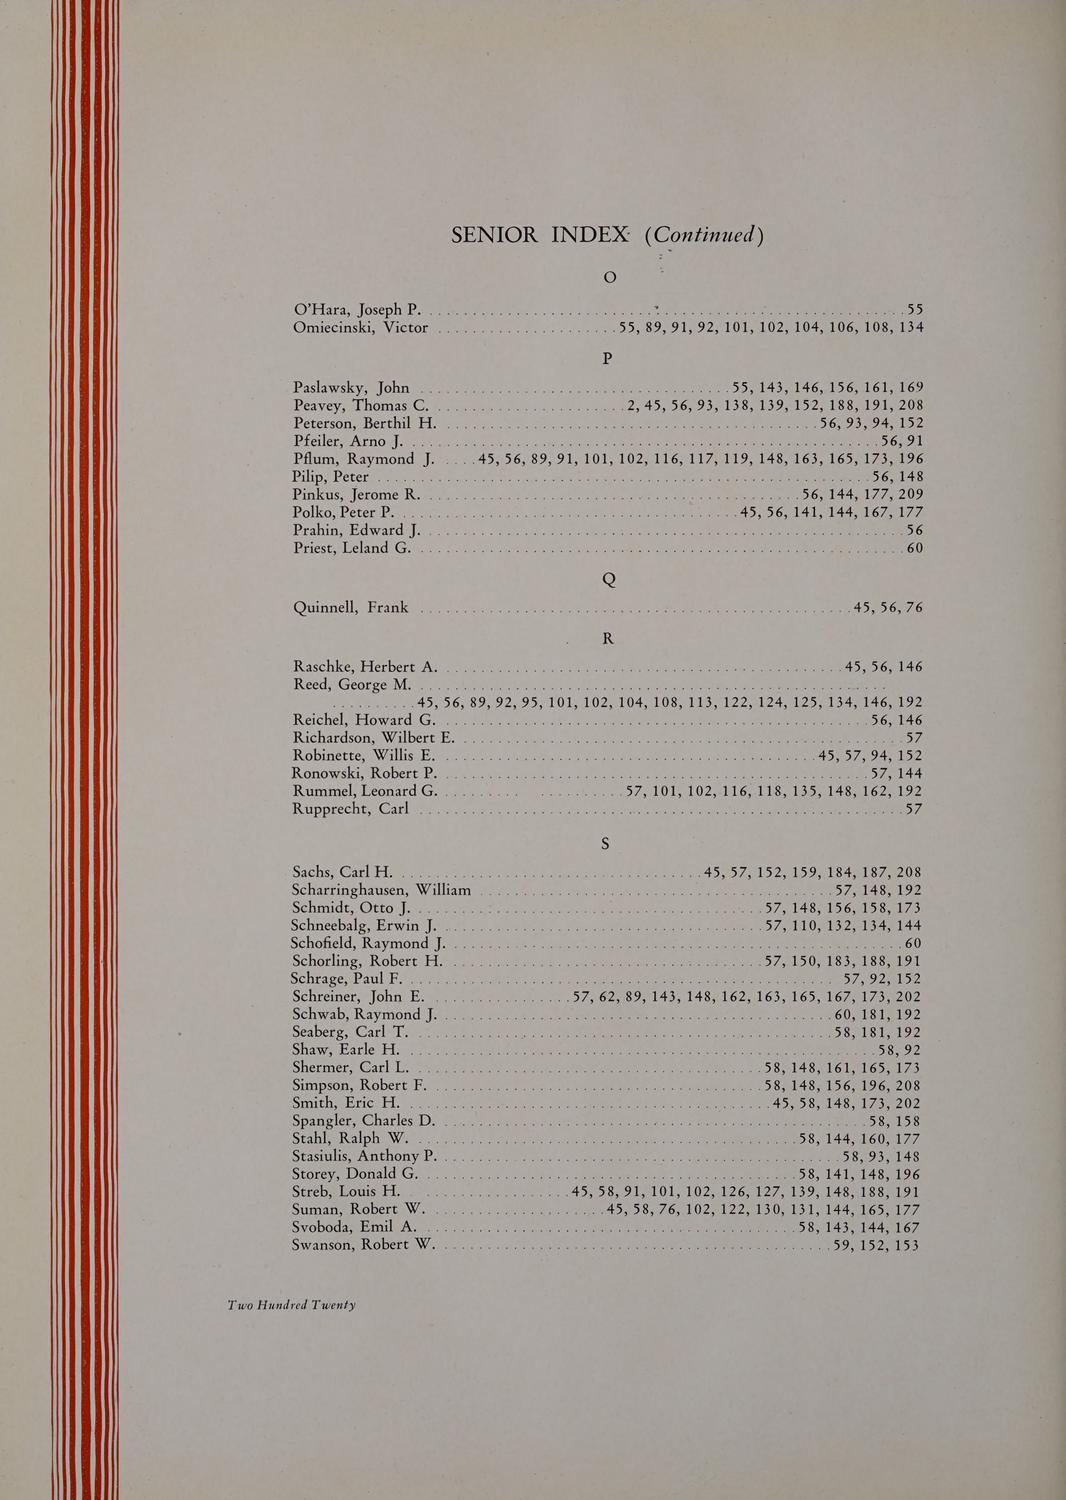 SENIOR INDEX (Continued)
O
O'Hara, Joseph P. . . . . . . . . . . . . . . . . . . . 55
Omiecinski, Victor . . . . . . . . . . . . . . . . . . . . 55, 89, 91, 92, 101, 102, 104, 106, 108, 134
P
Paslawsky, John . . . . . . . . . . . . . . . . . . . . 55, 143, 146, 156, 161, 169
Peavey, Thomas C. . . . . . . . . . . . . . . . . . . . 2, 45, 56, 93, 138, 139, 152, 188, 191, 208
Peterson, Berthil H. . . . . . . . . . . . . . . . . . . . 56, 93, 94, 152
Pfeiler, Arno J. . . . . . . . . . . . . . . . . . . . 56, 91
Pflum, Raymond J. . . . . 45, 56, 89, 91, 101, 102, 116, 117, 119, 148, 163, 165, 173, 196
Pilip, Peter . . . . . . . . . . . . . . . . . . . . 56, 148
Pinkus, Jerome R. . . . . . . . . . . . . . . . . . . . 56, 144, 177, 209
Polko, Peter P. . . . . . . . . . . . . . . . . . . . 45, 56, 141, 144, 167, 177
Prahin, Edward J. . . . . . . . . . . . . . . . . . . . 56
Priest, Leland G. . . . . . . . . . . . . . . . . . . . 60
Q
Quinnell, Frank . . . . . . . . . . . . . . . . . . . . 45, 56, 76
R
Raschke, Herbert A. . . . . . . . . . . . . . . . . . . . 45, 56, 146
Reed, George M. . . . . . . . . . . . . . . . . . . .
. . . . . . . . . . 45, 56, 89, 92, 95, 101, 102, 104, 108, 113, 122, 124, 125, 134, 146, 192
Reichel, Howard G. . . . . . . . . . . . . . . . . . . . 56, 146
Richardson, Wilbert E. . . . . . . . . . . . . . . . . . . . 57
Robinette, Willis E. . . . . . . . . . . . . . . . . . . . 45, 57, 94, 152
Ronowski, Robert P. . . . . . . . . . . . . . . . . . . . 57, 144
Rummel, Leonard G. . . . . . . . . . . . . . . . . . . . 57, 101, 102, 116, 118, 135, 148, 162, 192
Rupprecht, Carl . . . . . . . . . . . . . . . . . . . . 57
S
Sachs, Carl H. . . . . . . . . . . . . . . . . . . . 45, 57, 152, 159, 184, 187, 208
Scharringhausen, William . . . . . . . . . . . . . . . . . . . . 57, 148, 192
Schmidt, Otto J. . . . . . . . . . . . . . . . . . . . 57, 148, 156, 158, 173
Schneebalg, Erwin J. . . . . . . . . . . . . . . . . . . . 57, 110, 132, 134, 144
Schofield, Raymond J. . . . . . . . . . . . . . . . . . . . 60
Schorling, Robert H. . . . . . . . . . . . . . . . . . . . 57, 150, 183, 188, 191
Schrage, Paul F. . . . . . . . . . . . . . . . . . . . 57, 92, 152
Schreiner, John E. . . . . . . . . . . . . . . . . 57, 62, 89, 143, 148, 162, 163, 165, 167, 173, 202
Schwab, Raymond J. . . . . . . . . . . . . . . . . . . . 60, 181, 192
Seaberg, Carl T. . . . . . . . . . . . . . . . . . . . 58, 181, 192
Shaw, Earle H. . . . . . . . . . . . . . . . . . . . 58, 92
Shermer, Carl L. . . . . . . . . . . . . . . . . . . . 58, 148, 161, 165, 173
Simpson, Robert F. . . . . . . . . . . . . . . . . . . . 58, 148, 156, 196, 208
Smith, Eric H. . . . . . . . . . . . . . . . . . . . 45, 58, 148, 173, 202
Spangler, Charles D. . . . . . . . . . . . . . . . . . . . 58, 158
Stahl, Ralph W. . . . . . . . . . . . . . . . . . . . 58, 144, 160, 177
Stasiulis, Anthony P. . . . . . . . . . . . . . . . . . . . 58, 93, 148
Storey, Donald G. . . . . . . . . . . . . . . . . . . . 58, 141, 148, 196
Streb, Louis H. . . . . . . . . . . . . . . . . . . . 45, 58, 91, 101, 102, 126, 127, 139, 148, 188, 191
Suman, Robert W. . . . . . . . . . . . . . . . . . . . 45, 58, 76, 102, 122, 130, 131, 144, 165, 177
Svoboda, Emil A. . . . . . . . . . . . . . . . . . . . 58, 143, 144, 167
Swanson, Robert W. . . . . . . . . . . . . . . . . . . . 59, 152, 153
Two Hundred Twenty